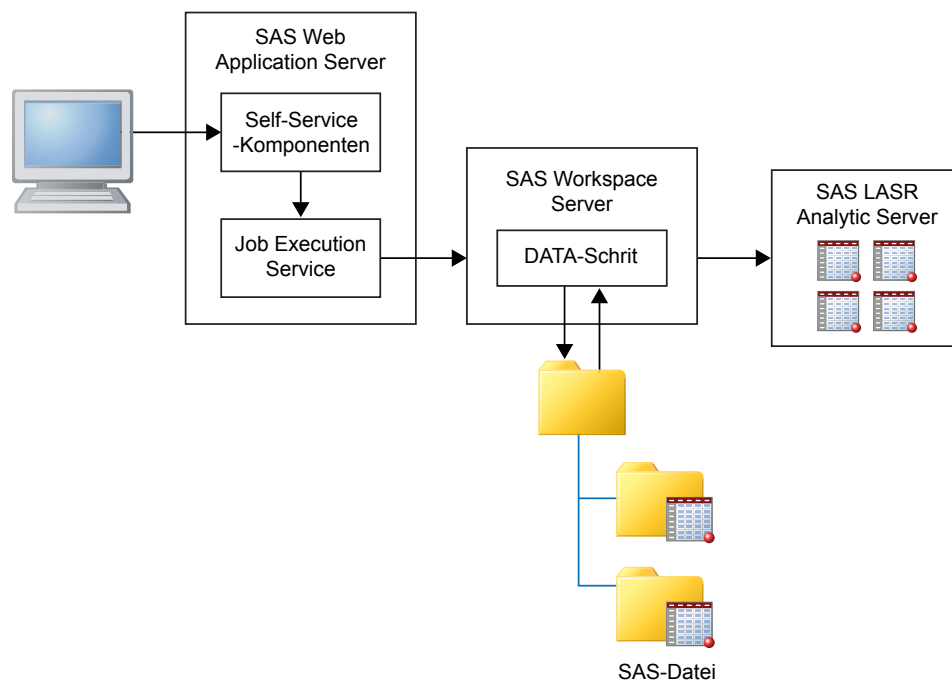 SAS Web
Application Server
Self-Service
-Komponenten
Job Execution
Service
SAS Workspace
Server
DATA-Schrit
SAS LASR
Analytic Server
SAS-Datei